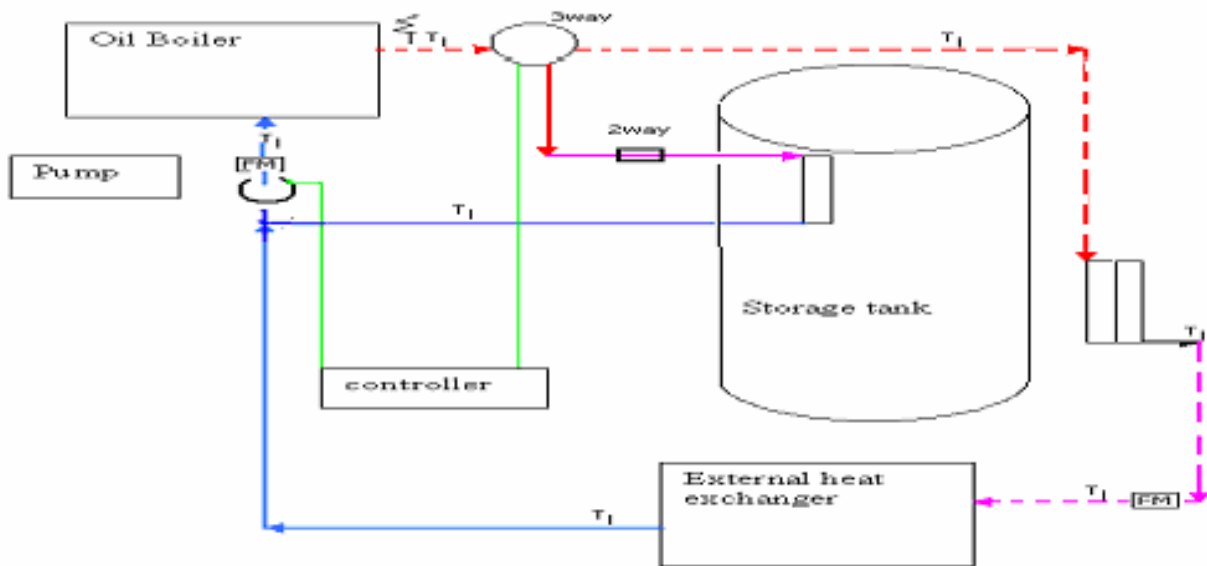 3way
Oil Boiler
T T1
T1
2way
T1
FM
Pump
T1
Storage tank
T1
controller
External heat
exchanger
T1
FM
T1